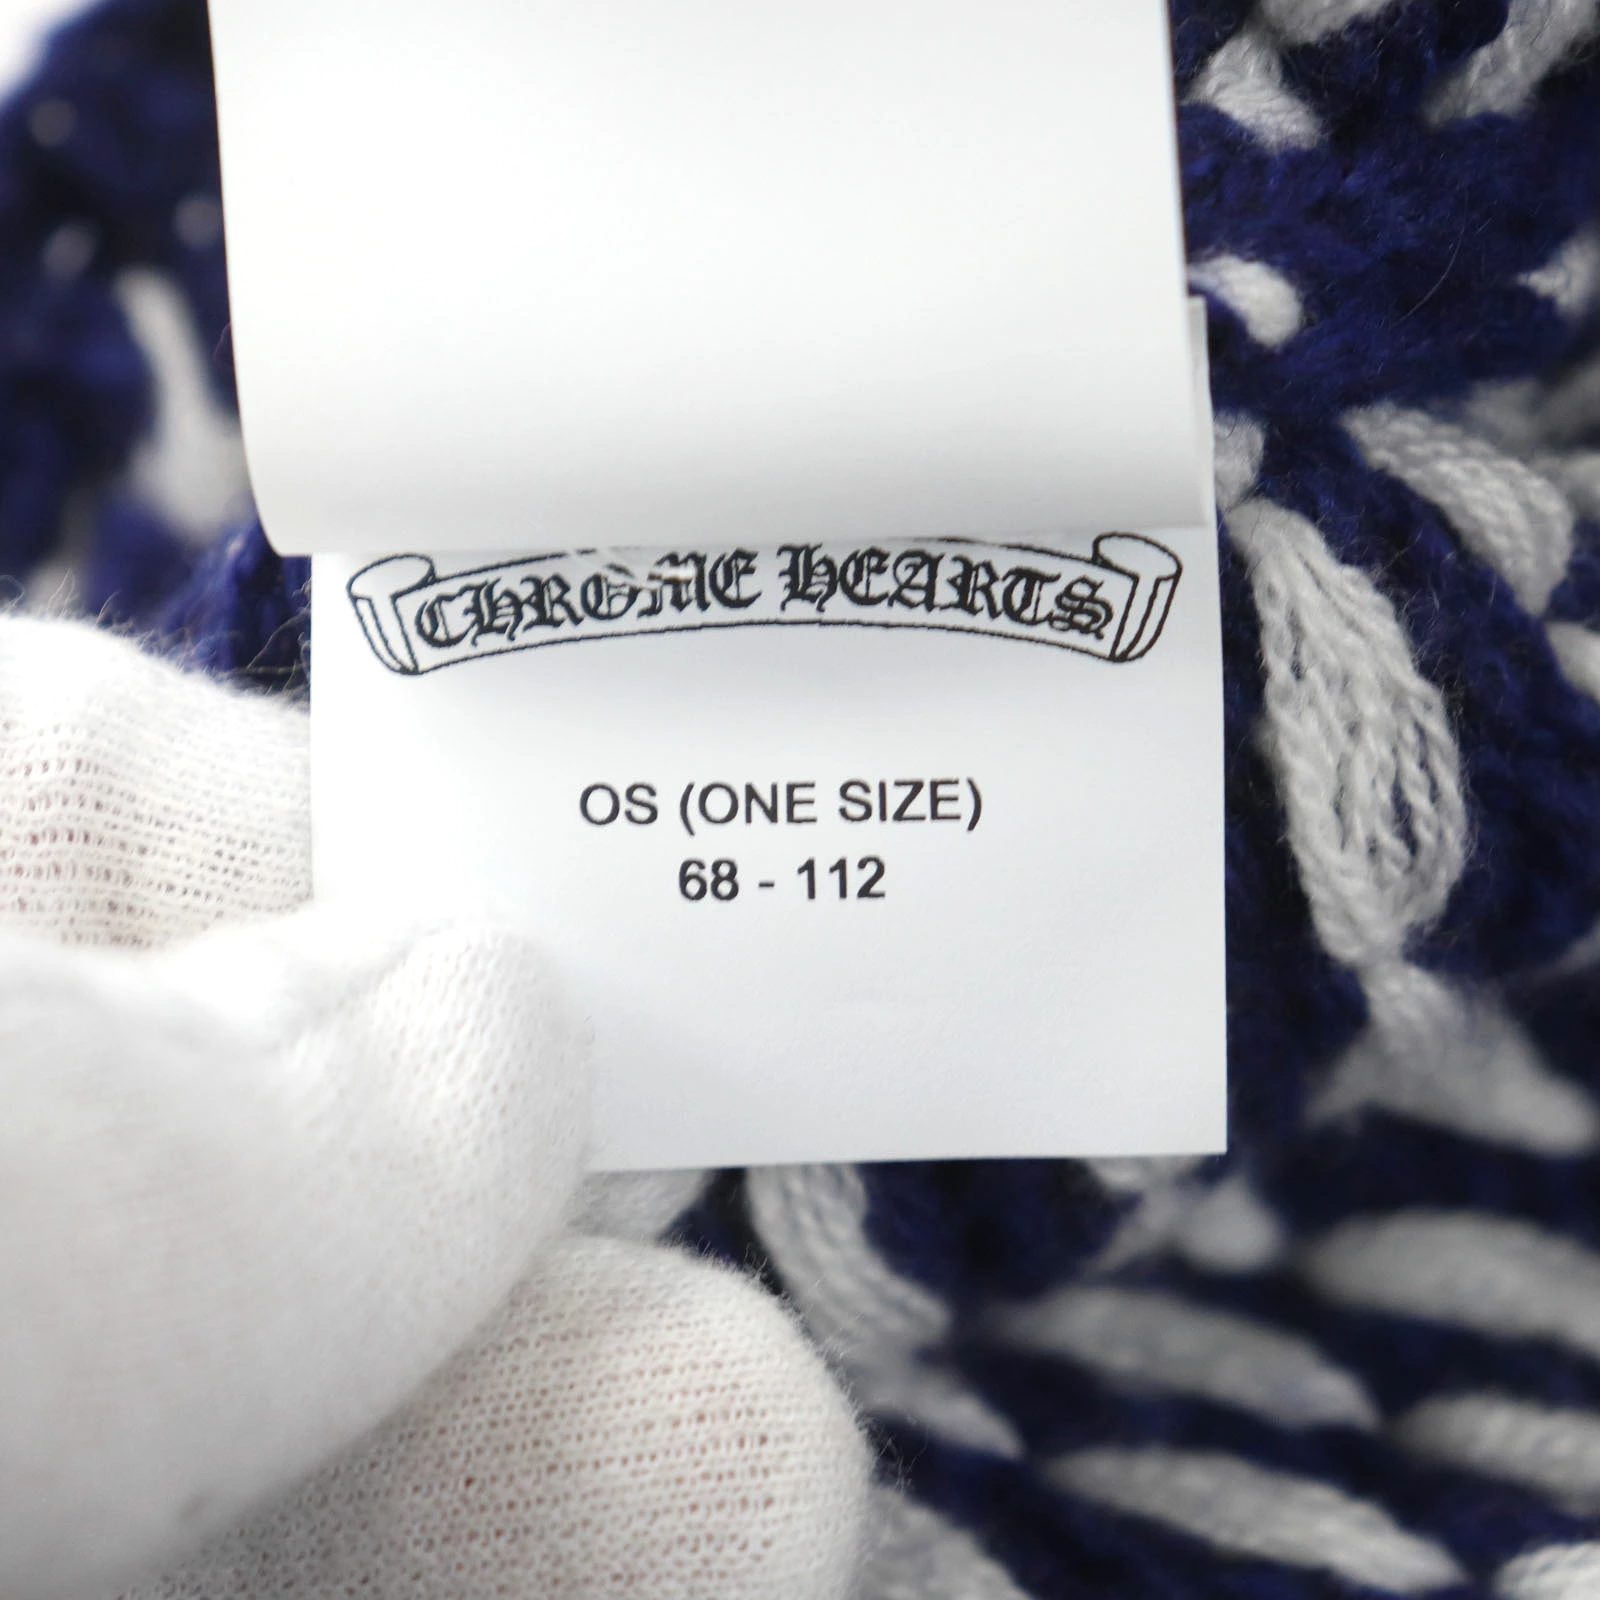 CHROME HEARTS
OS (ONE SIZE)
68 - 112